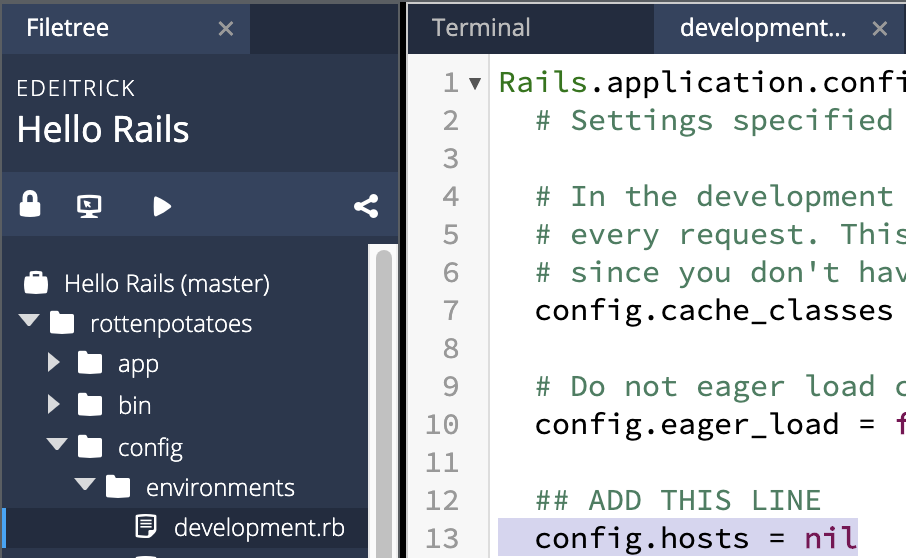 Filetree
EDEITRICK
Hello Rails
Hello Rails (master)
rottenpotatoes
app
bin
config
environments
development.rb
Terminal
development...
1 Rails.application.confi
2 # Settings specified
3
4 # In the development
5 # every request. This
6 # since you don't hav
7 config.cache_classes
8
9 # Do not eager load c
10 config.eager_load = f
11
12 ## ADD THIS LINE
13 config.hosts = nil